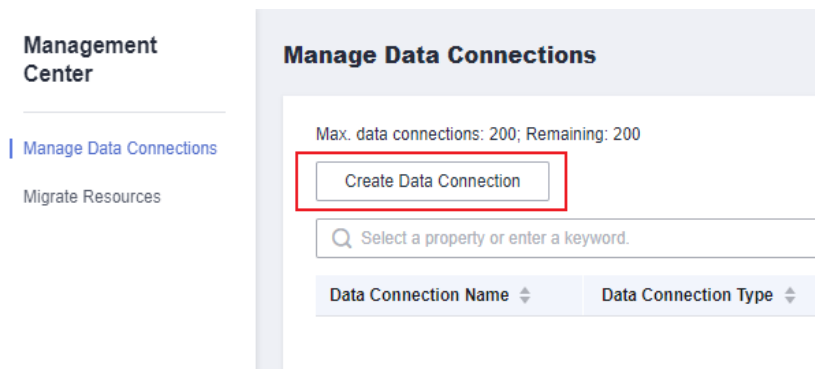 Management
Center
Manage Data Connections
Migrate Resources
Manage Data Connections
Max. data connections: 200; Remaining: 200
Create Data Connection
Select a property or enter a keyword.
Data Connection Name Data Connection Type